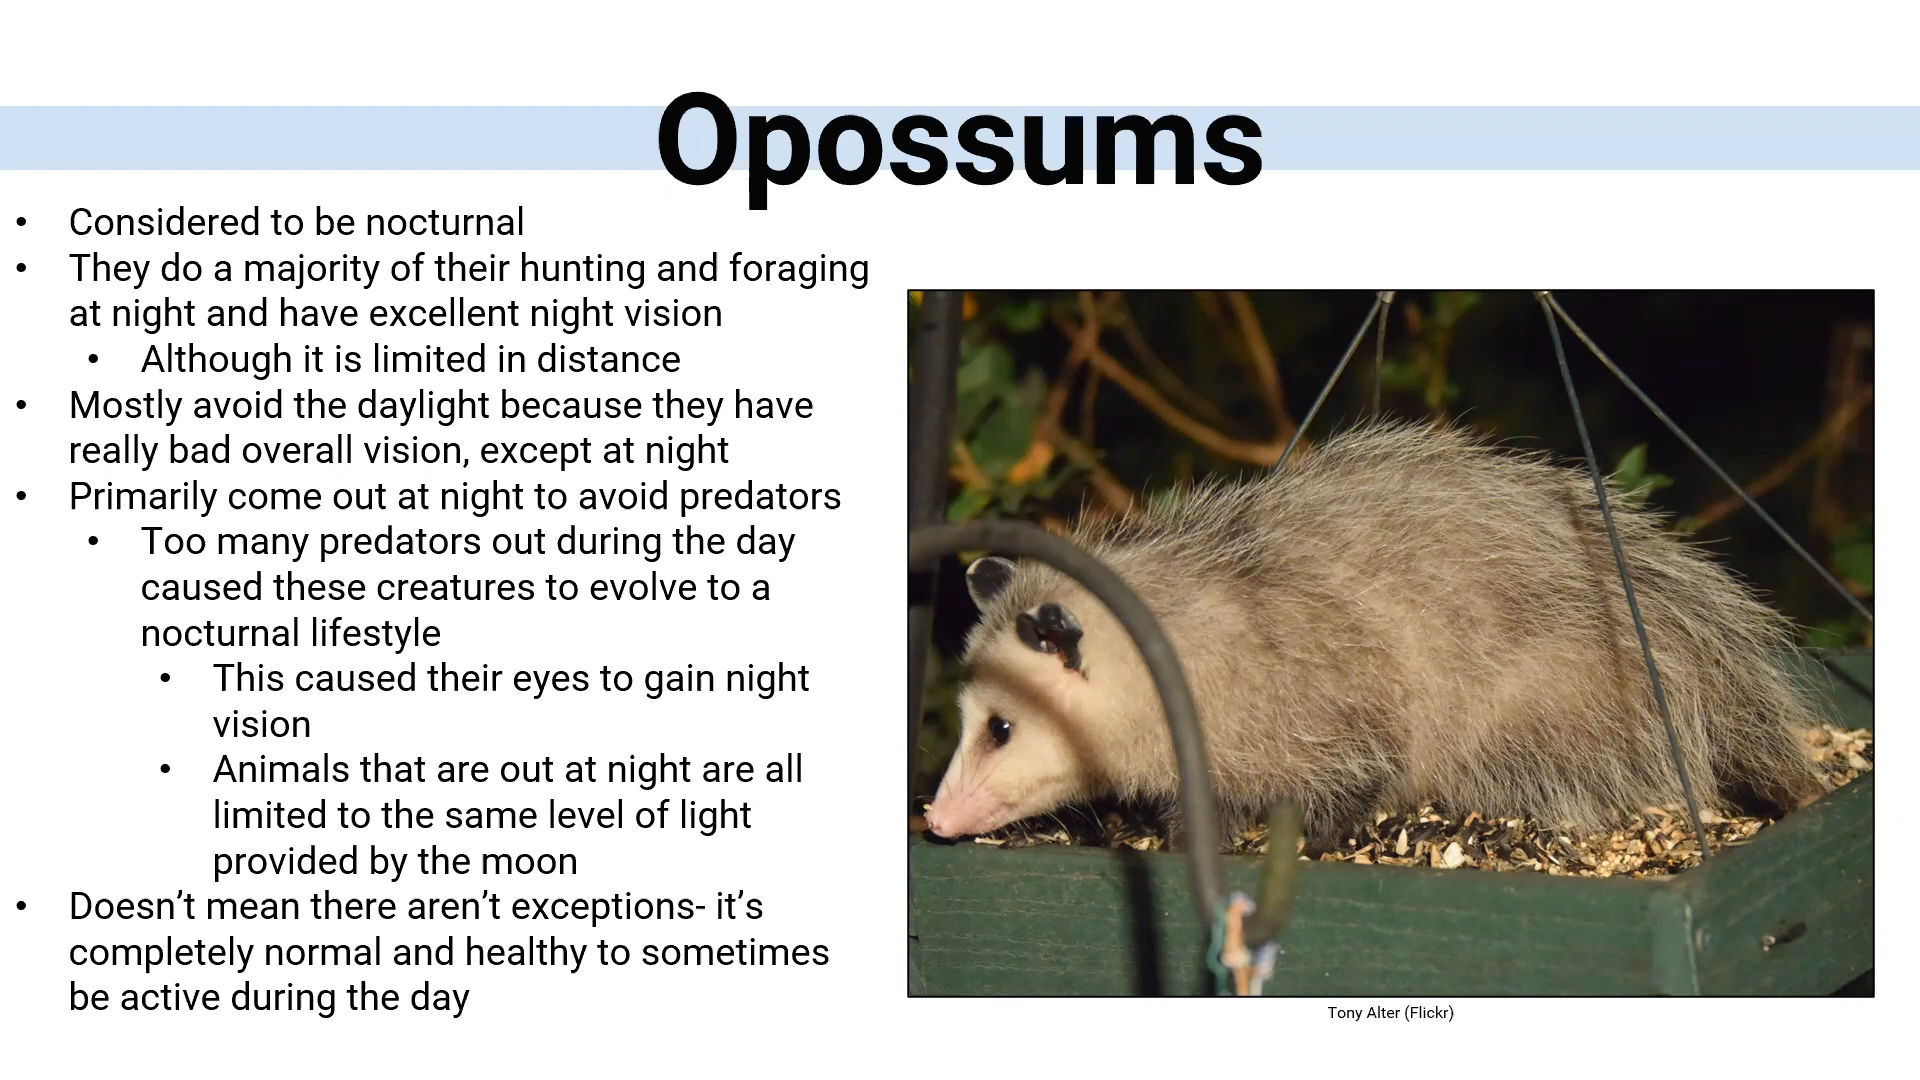 Opossums
• Considered to be nocturnal
• They do a majority of their hunting and foraging
at night and have excellent night vision
• Although it is limited in distance
• Mostly avoid the daylight because they have
really bad overall vision, except at night
• Primarily come out at night to avoid predators
• Too many predators out during the day
caused these creatures to evolve to a
nocturnal lifestyle
• This caused their eyes to gain night
vision
• Animals that are out at night are all
limited to the same level of light
provided by the moon
• Doesn’t mean there aren’t exceptions- it’s
completely normal and healthy to sometimes
be active during the day
Tony Alter (Flickr)